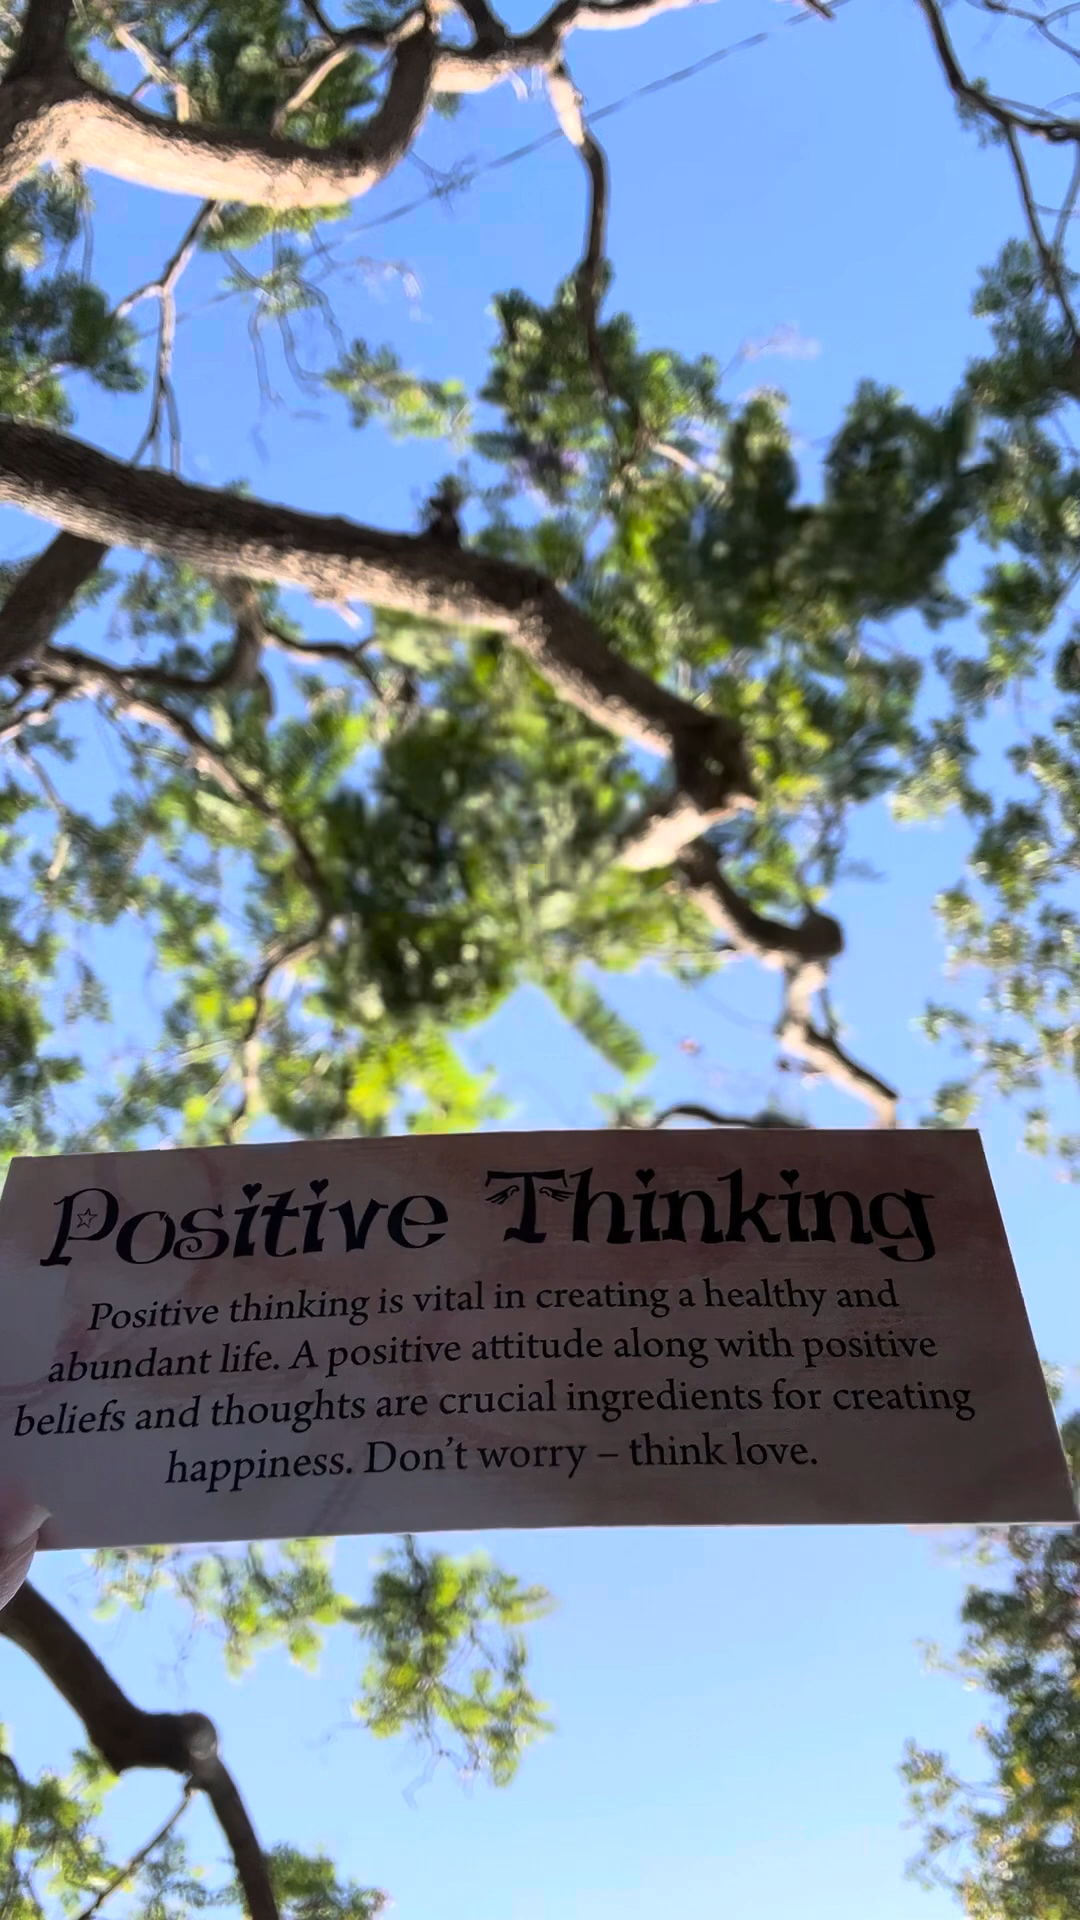 Positive Thinking
Positive thinking is vital in creating a healthy and
abundant life. A positive attitude along with positive
beliefs and thoughts are crucial ingredients for creating
happiness. Don’t worry – think love.